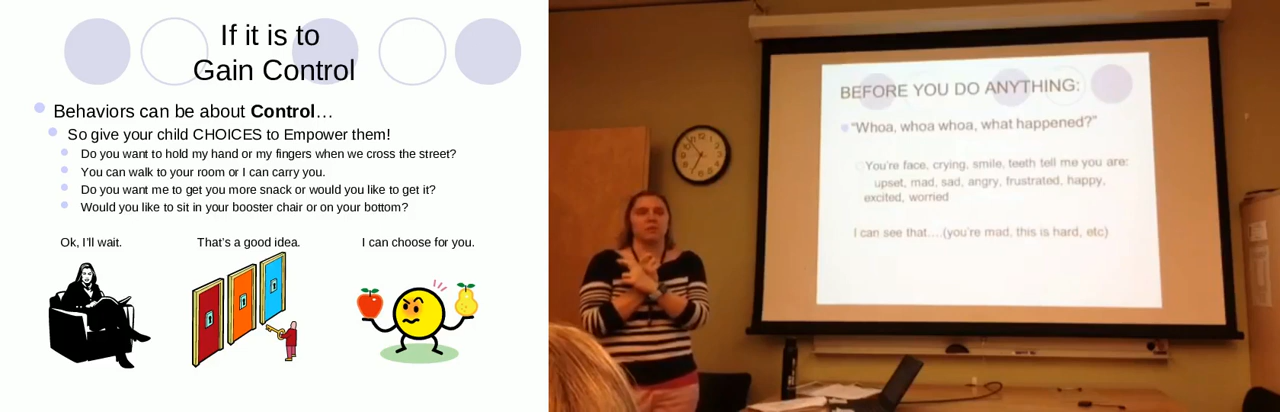 If it is to
Gain Control
Behaviors can be about Control…
So give your child CHOICES to Empower them!
Do you want to hold my hand or my fingers when we cross the street?
You can walk to your room or I can carry you.
Do you want me to get you more snack or would you like to get it?
Would you like to sit in your booster chair or on your bottom?
Ok, I'll wait.
That's a good idea.
I can choose for you.
BEFORE YOU DO ANYTHING:
"Whoa, whoa whoa, what happened?"
You're face, crying, smile, teeth tell me you are:
upset, mad, sad, angry, frustrated, happy,
excited, worried
I can see that....(you're mad, this is hard, etc)